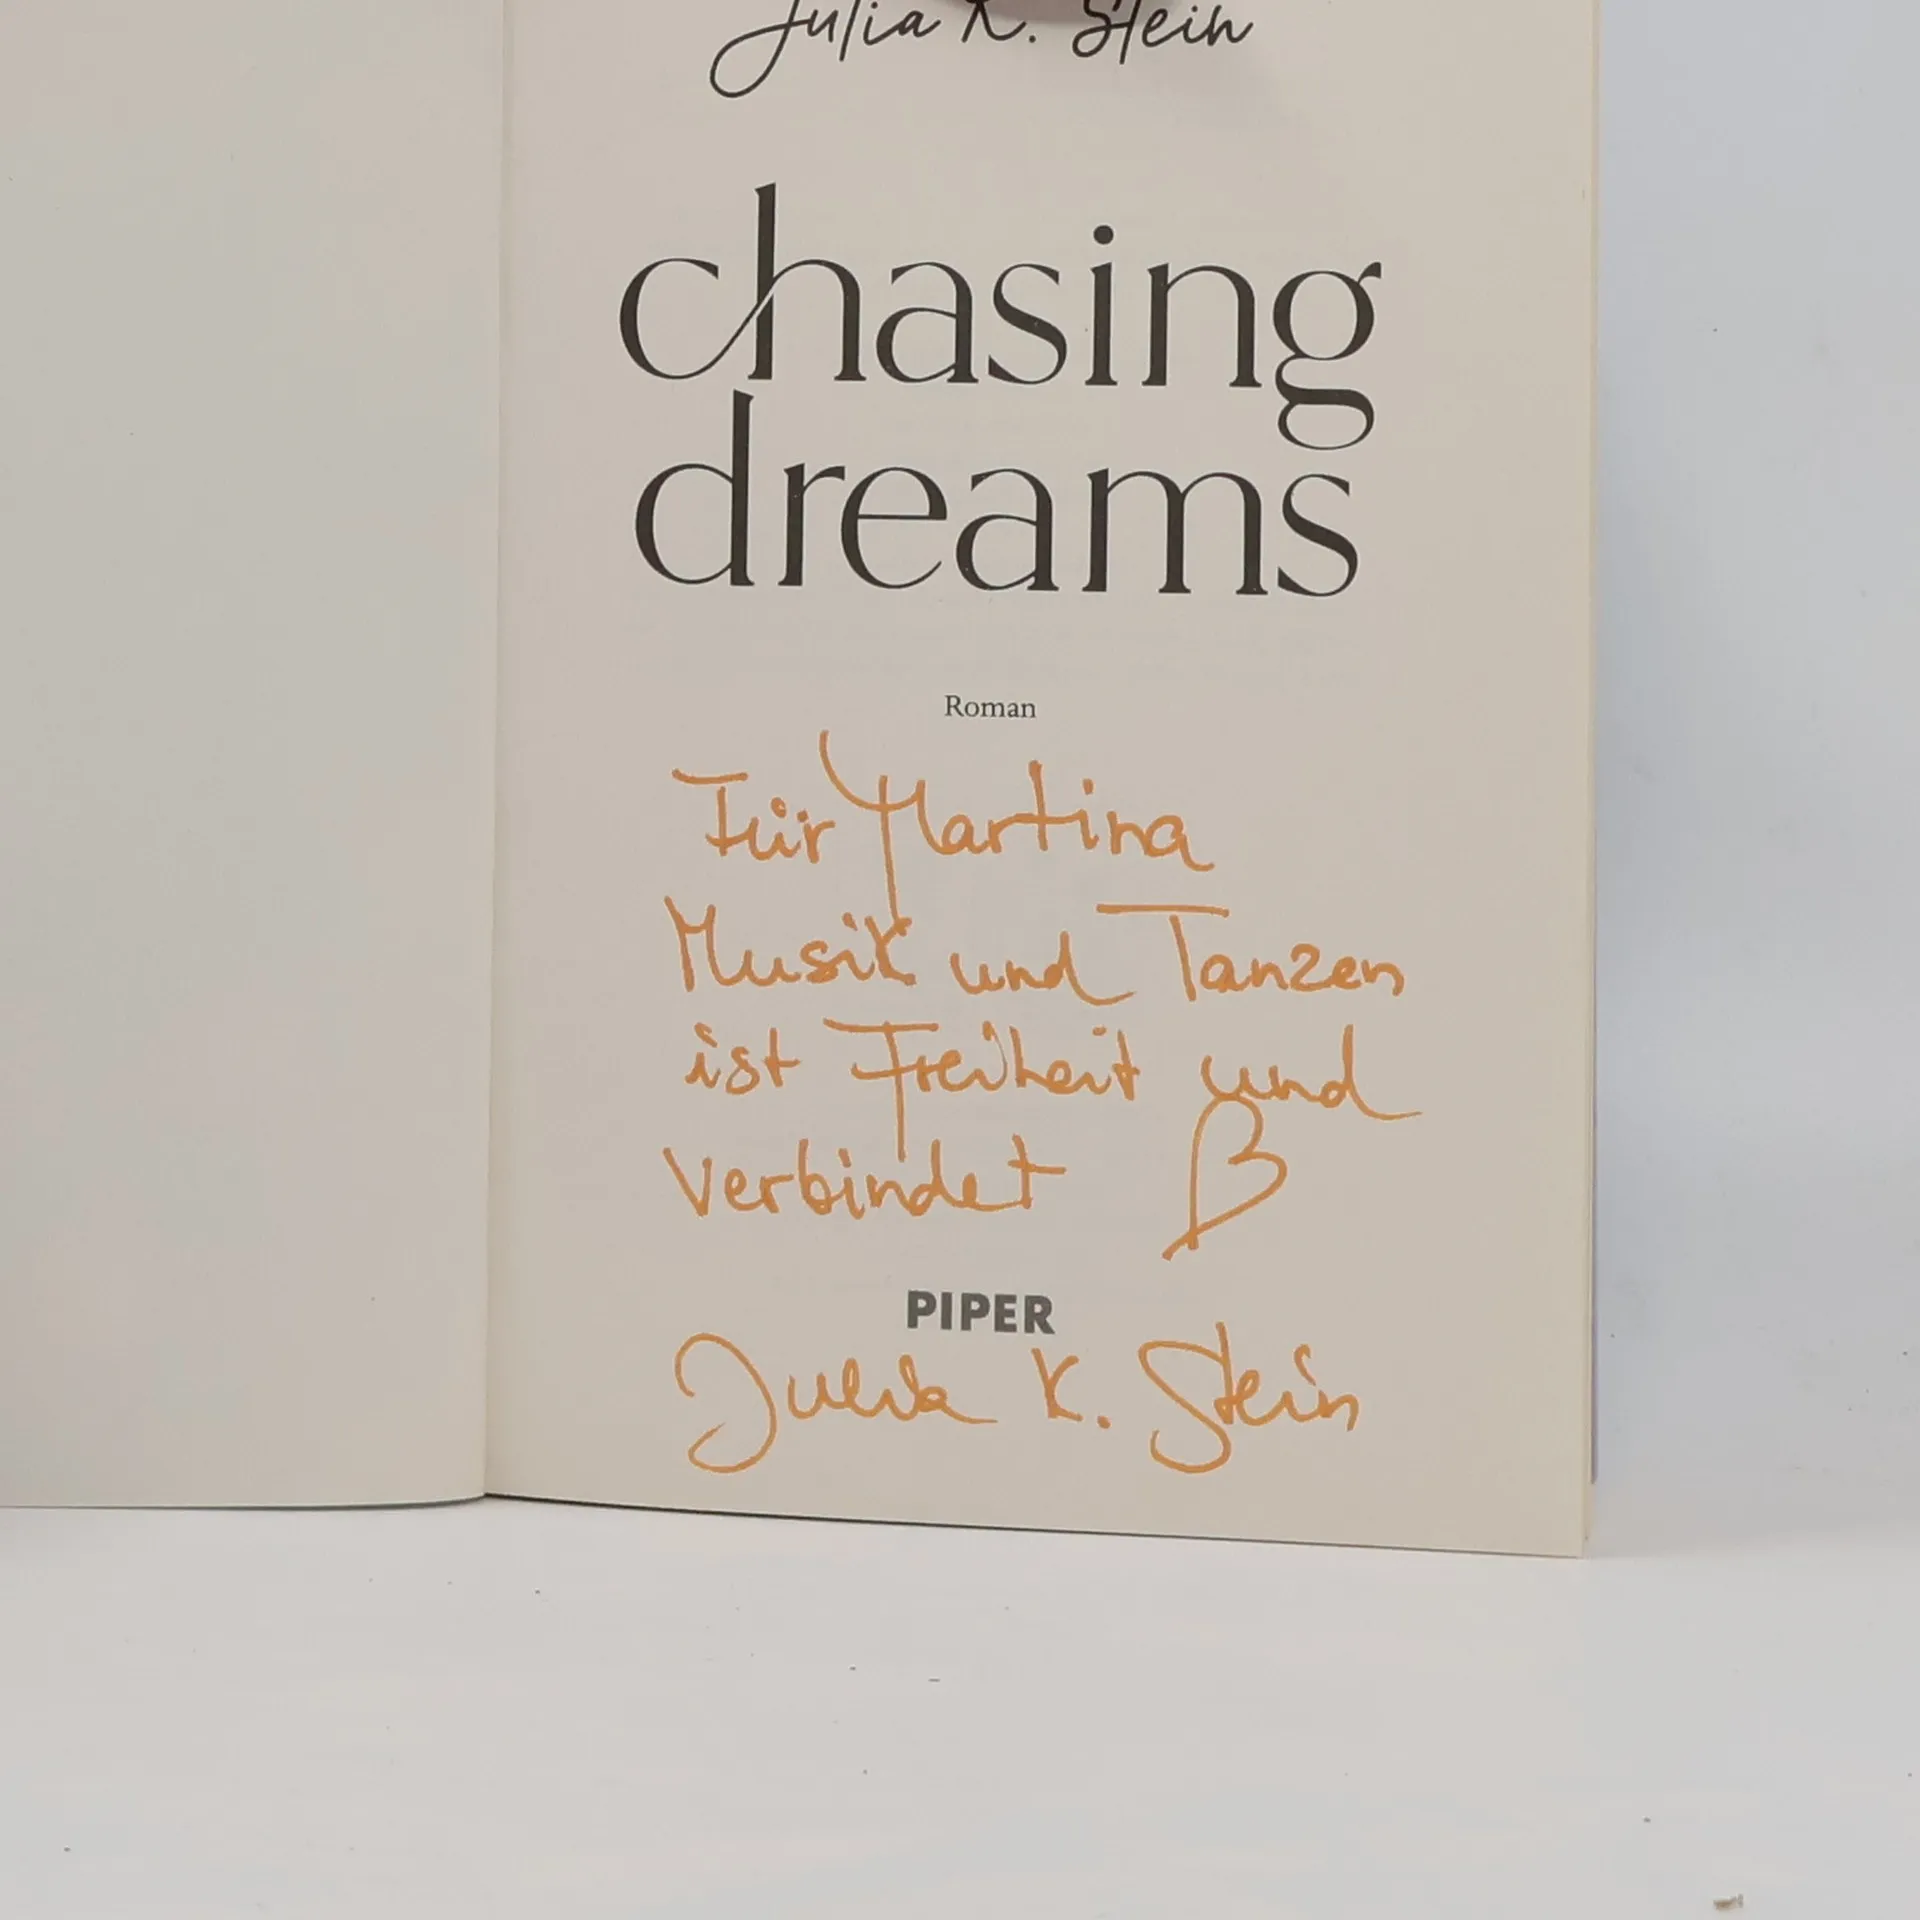 Julia K. Stein
chasing
dreams
Roman
Für Martina
Musik und Tanzen
ist Freiheit und
verbindet
PIPER
Julia K. Stein